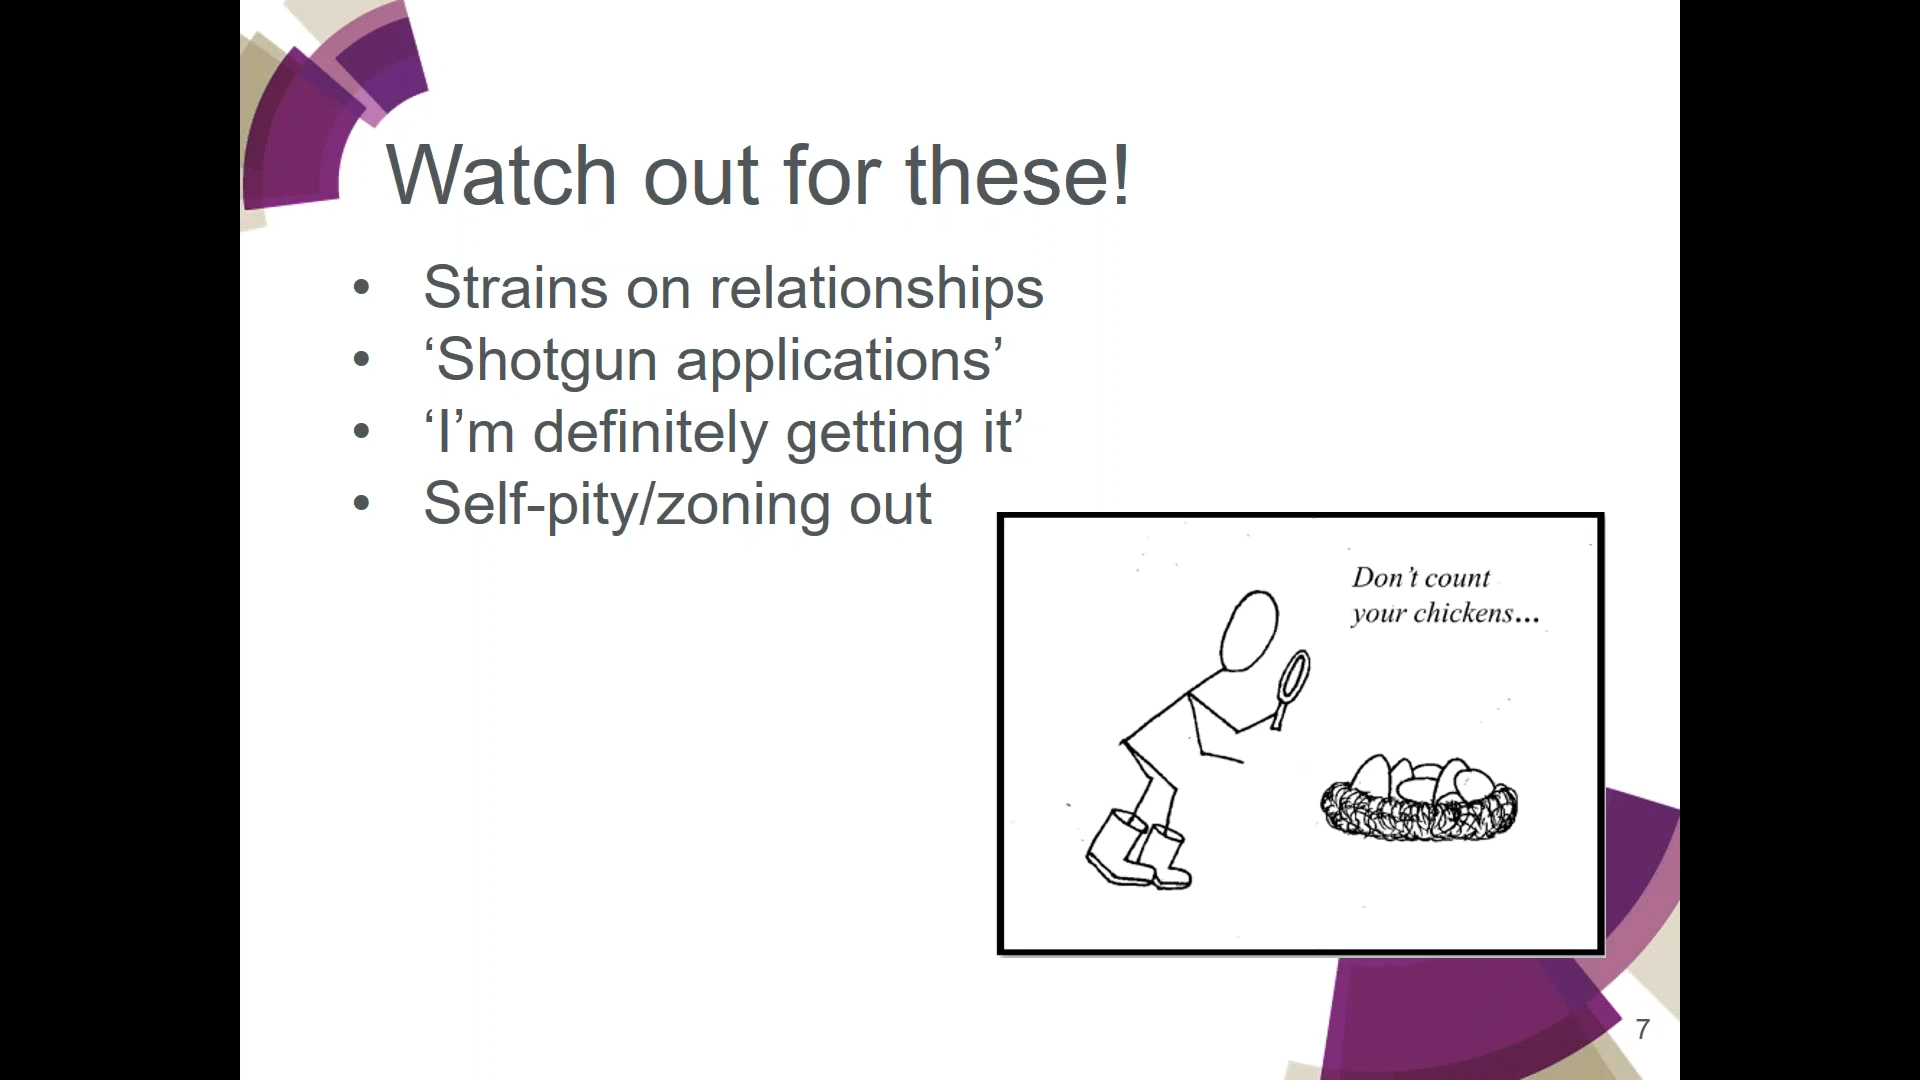 Watch out for these!
• Strains on relationships
• ‘Shotgun applications’
• ‘I’m definitely getting it’
• Self-pity/zoning out
Don’t count
your chickens...
7